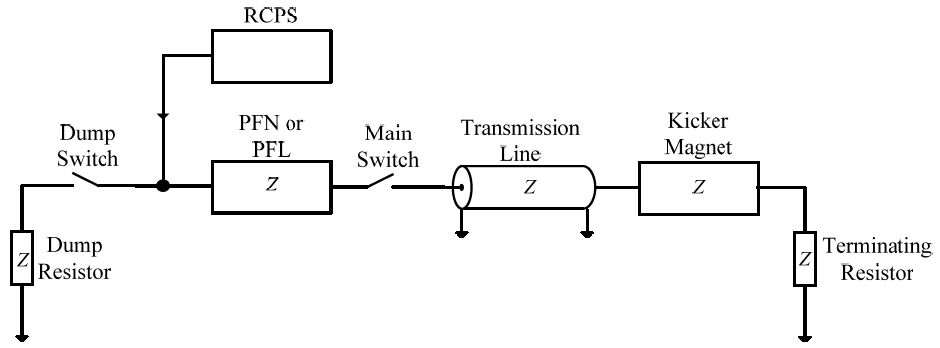 RCPS
Dump
Switch
PFN or
PFL
Z
Main
Switch
Transmission
Line
Z
Kicker
Magnet
Z
Z
Dump
Resistor
Z
Terminating
Resistor